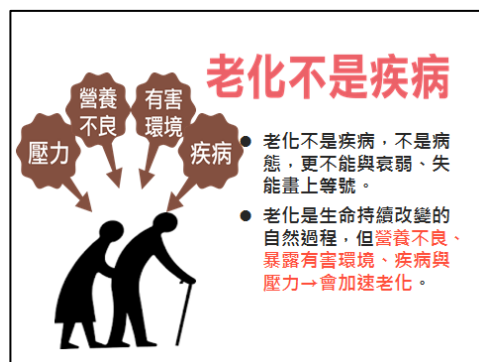 老化不是疾病
壓力
營養
不良
有害
環境
疾病
● 老化不是疾病，不是病
態，更不能與衰弱、失
能畫上等號。
● 老化是生命持續改變的
自然過程，但營養不良、
暴露有害環境、疾病與
壓力→會加速老化。